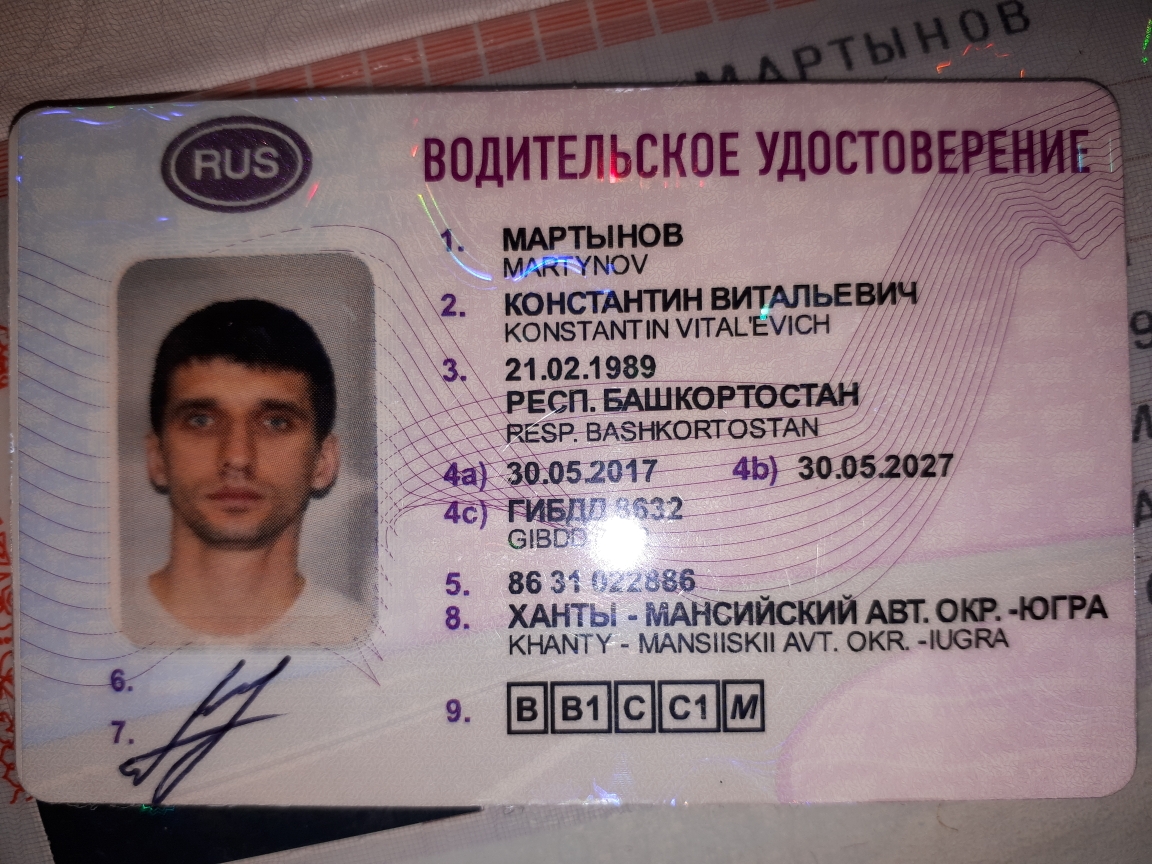 МАРТЫНОВ
RUS
ВОДИТЕЛЬСКОЕ УДОСТОВЕРЕНИЕ
1. МАРТЫНОВ
MARTYNOV
2. КОНСТАНТИН ВИТАЛЬЕВИЧ
KONSTANTIN VITAL'EVICH
3. 21.02.1989
РЕСП. БАШКОРТОСТАН
RESP. BASHKORTOSTAN
4a) 30.05.2017 4b) 30.05.2027
4c) ГИБДД 8632
GIBDD
5. 86 31 022886
8. ХАНТЫ - МАНСИЙСКИЙ АВТ. ОКР. -ЮГРА
KHANTY - MANSIISKII AVT. OKR. -IUGRA
6.
7.
9. B B1 C C1 M